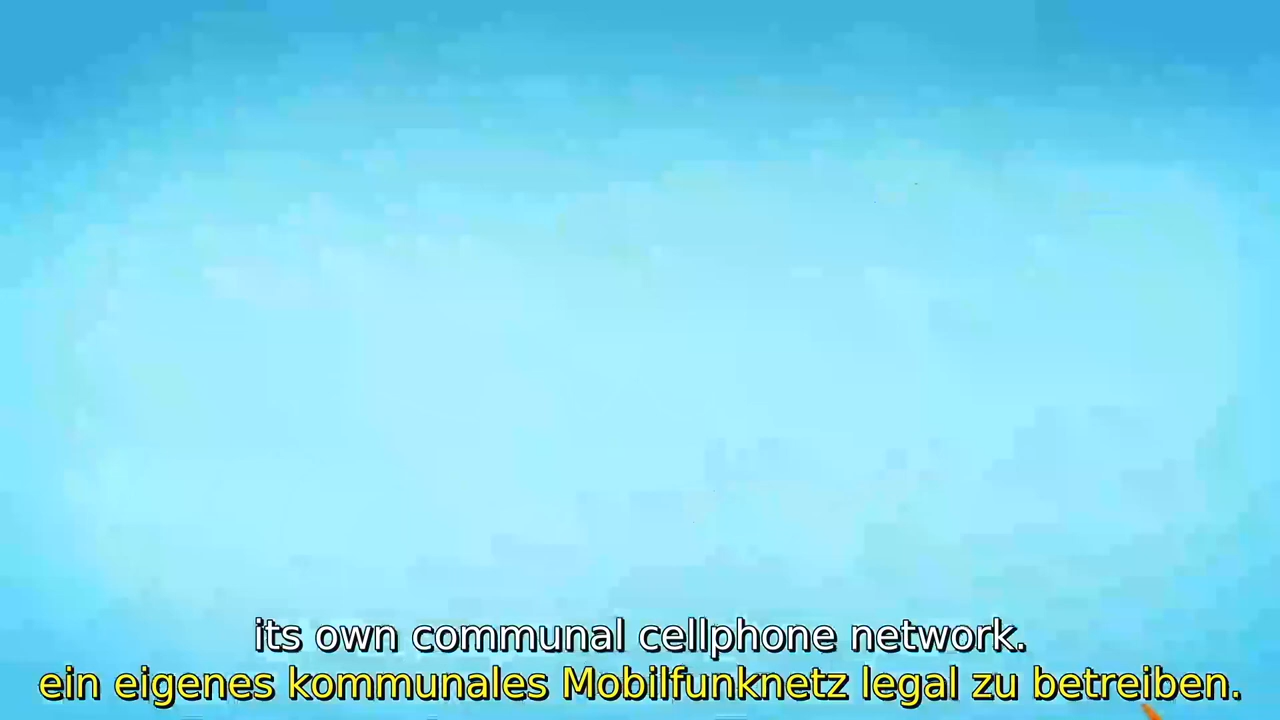 its own communal cellphone network.
ein eigenes kommunales Mobilfunknetz legal zu betreiben.